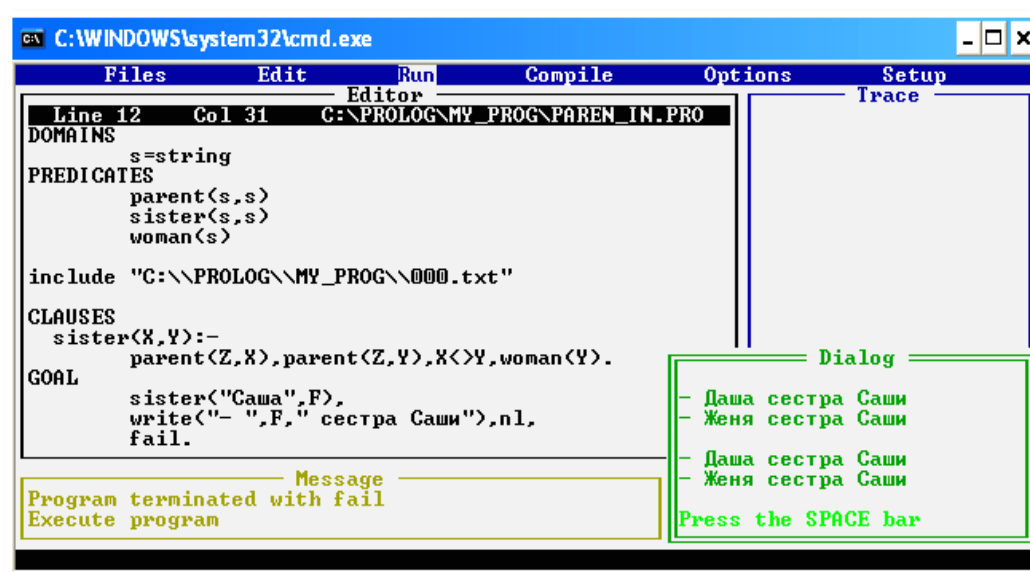 C:\WINDOWS\system32\cmd.exe
Files Edit Run Compile Options Setup
Editor
Line 12 Col 31 C:\PROLOG\MY_PROG\PAREN_IN.PRO
DOMAINS
s=string
PREDICATES
parent(s,s)
sister(s,s)
woman(s)
include "C:\\PROLOG\\MY_PROG\\000.txt"
CLAUSES
sister(X,Y):-
parent(Z,X),parent(Z,Y),X<>Y,woman(Y).
GOAL
sister("Саша",F),
write("- ",F," сестра Саши"),nl,
fail.
Trace
Message
Program terminated with fail
Execute program
Dialog
- Даша сестра Саши
- Женя сестра Саши
- Даша сестра Саши
- Женя сестра Саши
Press the SPACE bar